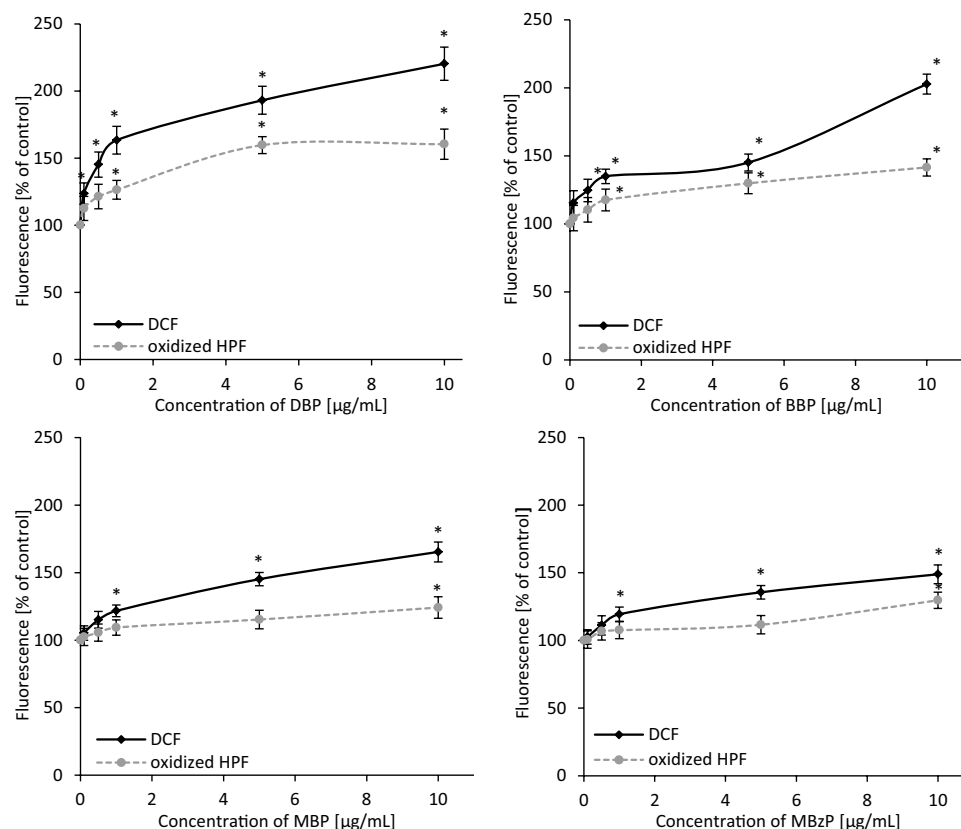 250
200
150
100
50
0
Fluorescence [% of control]
* * * * *
* * *
DCF
oxidized HPF
0 2 4 6 8 10
Concentration of DBP [µg/mL]
250
200
150
100
50
0
Fluorescence [% of control]
* * * *
* * *
DCF
oxidized HPF
0 2 4 6 8 10
Concentration of BBP [µg/mL]
250
200
150
100
50
0
Fluorescence [% of control]
* * *
*
DCF
oxidized HPF
0 2 4 6 8 10
Concentration of MBP [µg/mL]
250
200
150
100
50
0
Fluorescence [% of control]
* * *
*
DCF
oxidized HPF
0 2 4 6 8 10
Concentration of MBzP [µg/mL]